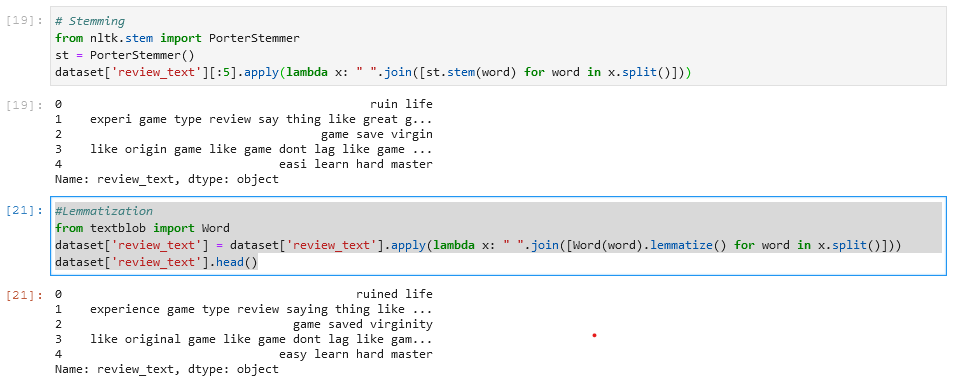 [19]: # Stemming
from nltk.stem import PorterStemmer
st = PorterStemmer()
dataset['review_text'][:5].apply(lambda x: " ".join([st.stem(word) for word in x.split()]))
[19]: 0 ruin life
1 experi game type review say thing like great g...
2 game save virgin
3 like origin game like game dont lag like game ...
4 easi learn hard master
Name: review_text, dtype: object
[21]: #Lemmatization
from textblob import Word
dataset['review_text'] = dataset['review_text'].apply(lambda x: " ".join([Word(word).lemmatize() for word in x.split()]))
dataset['review_text'].head()
[21]: 0 ruined life
1 experience game type review saying thing like ...
2 game saved virginity
3 like original game like game dont lag like gam...
4 easy learn hard master
Name: review_text, dtype: object